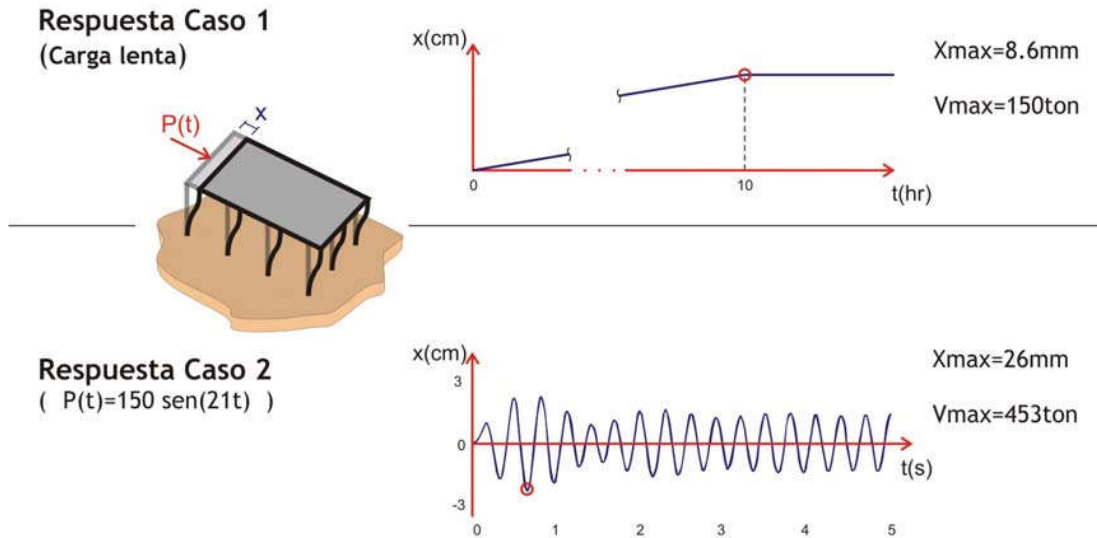 Respuesta Caso 1
(Carga lenta)
P(t)
x
x(cm)
0
10
t(hr)
Xmax=8.6mm
Vmax=150ton
Respuesta Caso 2
( P(t)=150 sen(21t) )
x(cm)
3
0
-3
0 1 2 3 4 5
t(s)
Xmax=26mm
Vmax=453ton